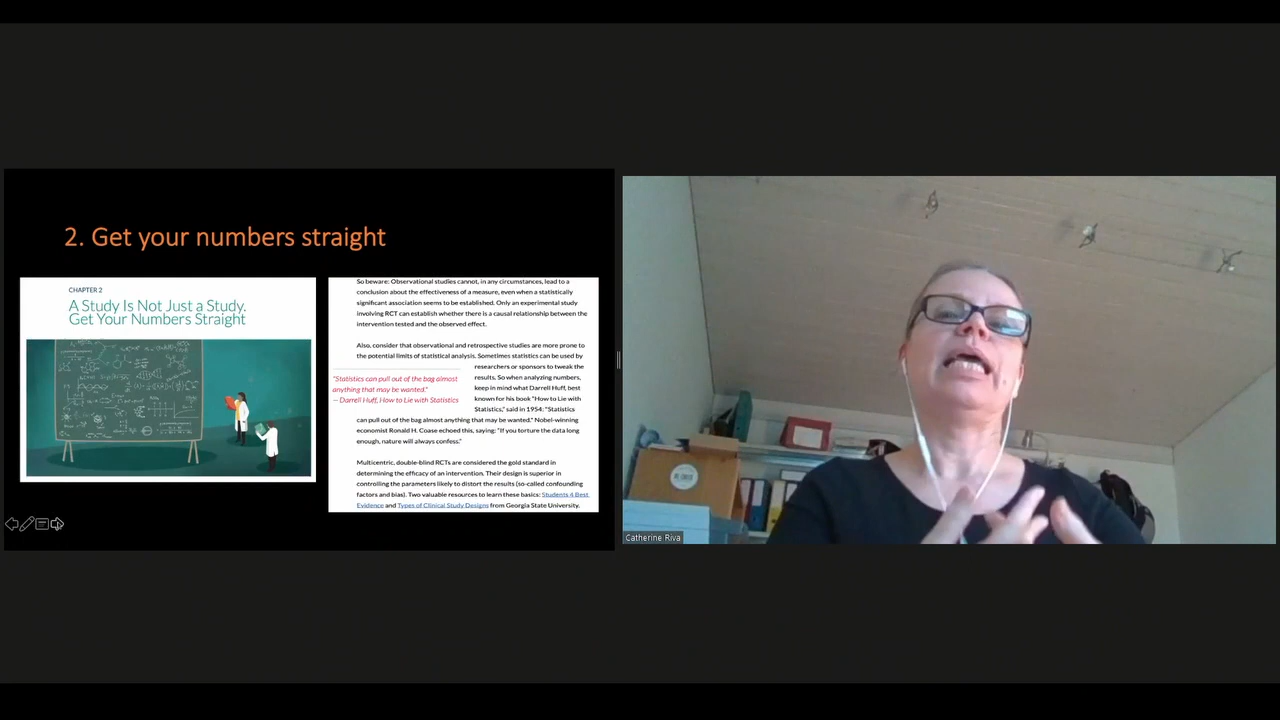 2. Get your numbers straight
CHAPTER 2
A Study Is Not Just a Study.
Get Your Numbers Straight
So beware: Observational studies cannot, in any circumstances, lead to a
conclusion about the effectiveness of a measure, even when a statistically
significant association seems to be established. Only an experimental study
involving RCT can establish whether there is a causal relationship between the
intervention tested and the observed effect.
Also, consider that observational and retrospective studies are more prone to
the potential limits of statistical analysis. Sometimes statistics can be used by
researchers or sponsors to tweak the
results. So when analyzing numbers,
keep in mind what Darrell Huff, best
known for his book "How to Lie with
Statistics," said in 1954: "Statistics
"Statistics can pull out of the bag almost
anything that may be wanted."
— Darrell Huff, How to Lie with Statistics
can pull out of the bag almost anything that may be wanted." Nobel-winning
economist Ronald H. Coase echoed this, saying: "If you torture the data long
enough, nature will always confess."
Multicentric, double-blind RCTs are considered the gold standard in
determining the efficacy of an intervention. Their design is superior in
controlling the parameters likely to distort the results (so-called confounding
factors and bias). Two valuable resources to learn these basics: Students 4 Best
Evidence and Types of Clinical Study Designs from Georgia State University.
Catherine Riva